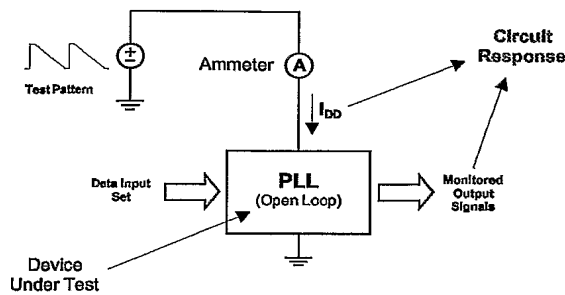 Circuit
Response
Ammeter
A
Test Pattern
IDD
Data Input
Set
PLL
(Open Loop)
Monitored
Output
Signals
Device
Under Test